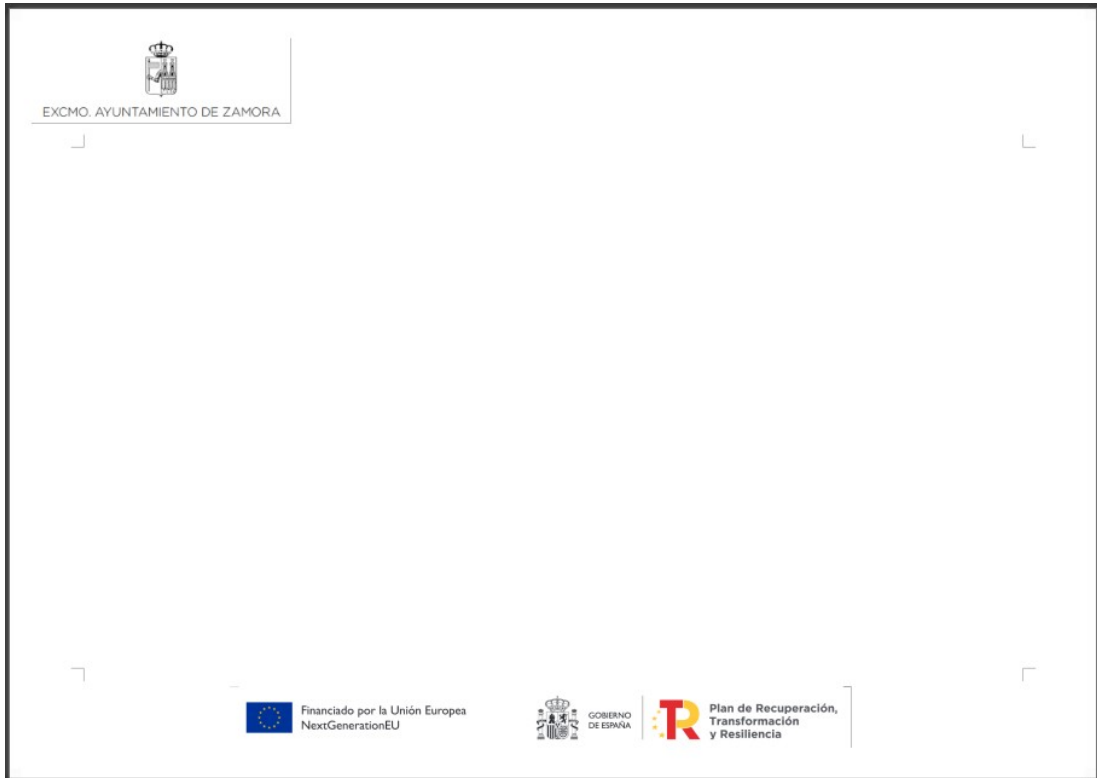 EXCMO. AYUNTAMIENTO DE ZAMORA
Financiado por la Unión Europea
NextGenerationEU
GOBIERNO
DE ESPAÑA
Plan de Recuperación,
Transformación
y Resiliencia